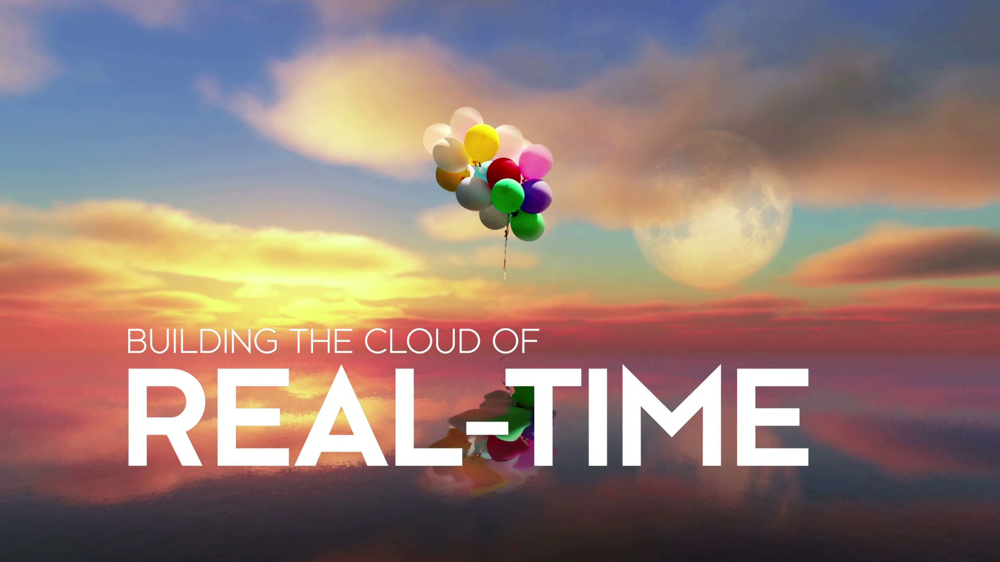 BUILDING THE CLOUD OF
REAL-TIME